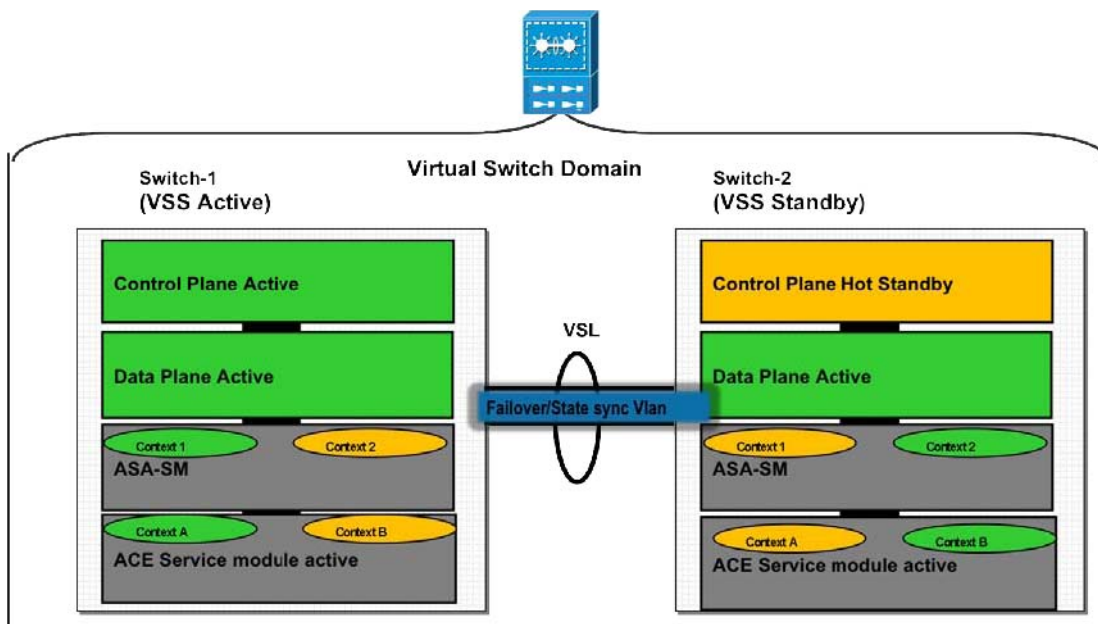 Virtual Switch Domain
Switch-1
(VSS Active)
Switch-2
(VSS Standby)
Control Plane Active
Data Plane Active
Context 1
Context 2
ASA-SM
Context A
Context B
ACE Service module active
VSL
Failover/State sync Vlan
Control Plane Hot Standby
Data Plane Active
Context 1
Context 2
ASA-SM
Context A
Context B
ACE Service module active